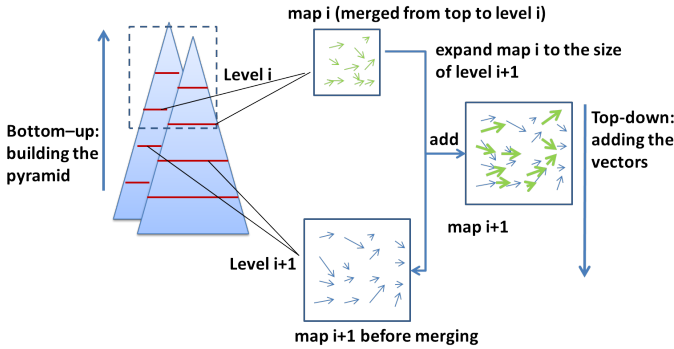 map i (merged from top to level i)
Level i
expand map i to the size
of level i+1
Bottom–up:
building the
pyramid
add
Top-down:
adding the
vectors
map i+1
Level i+1
map i+1 before merging